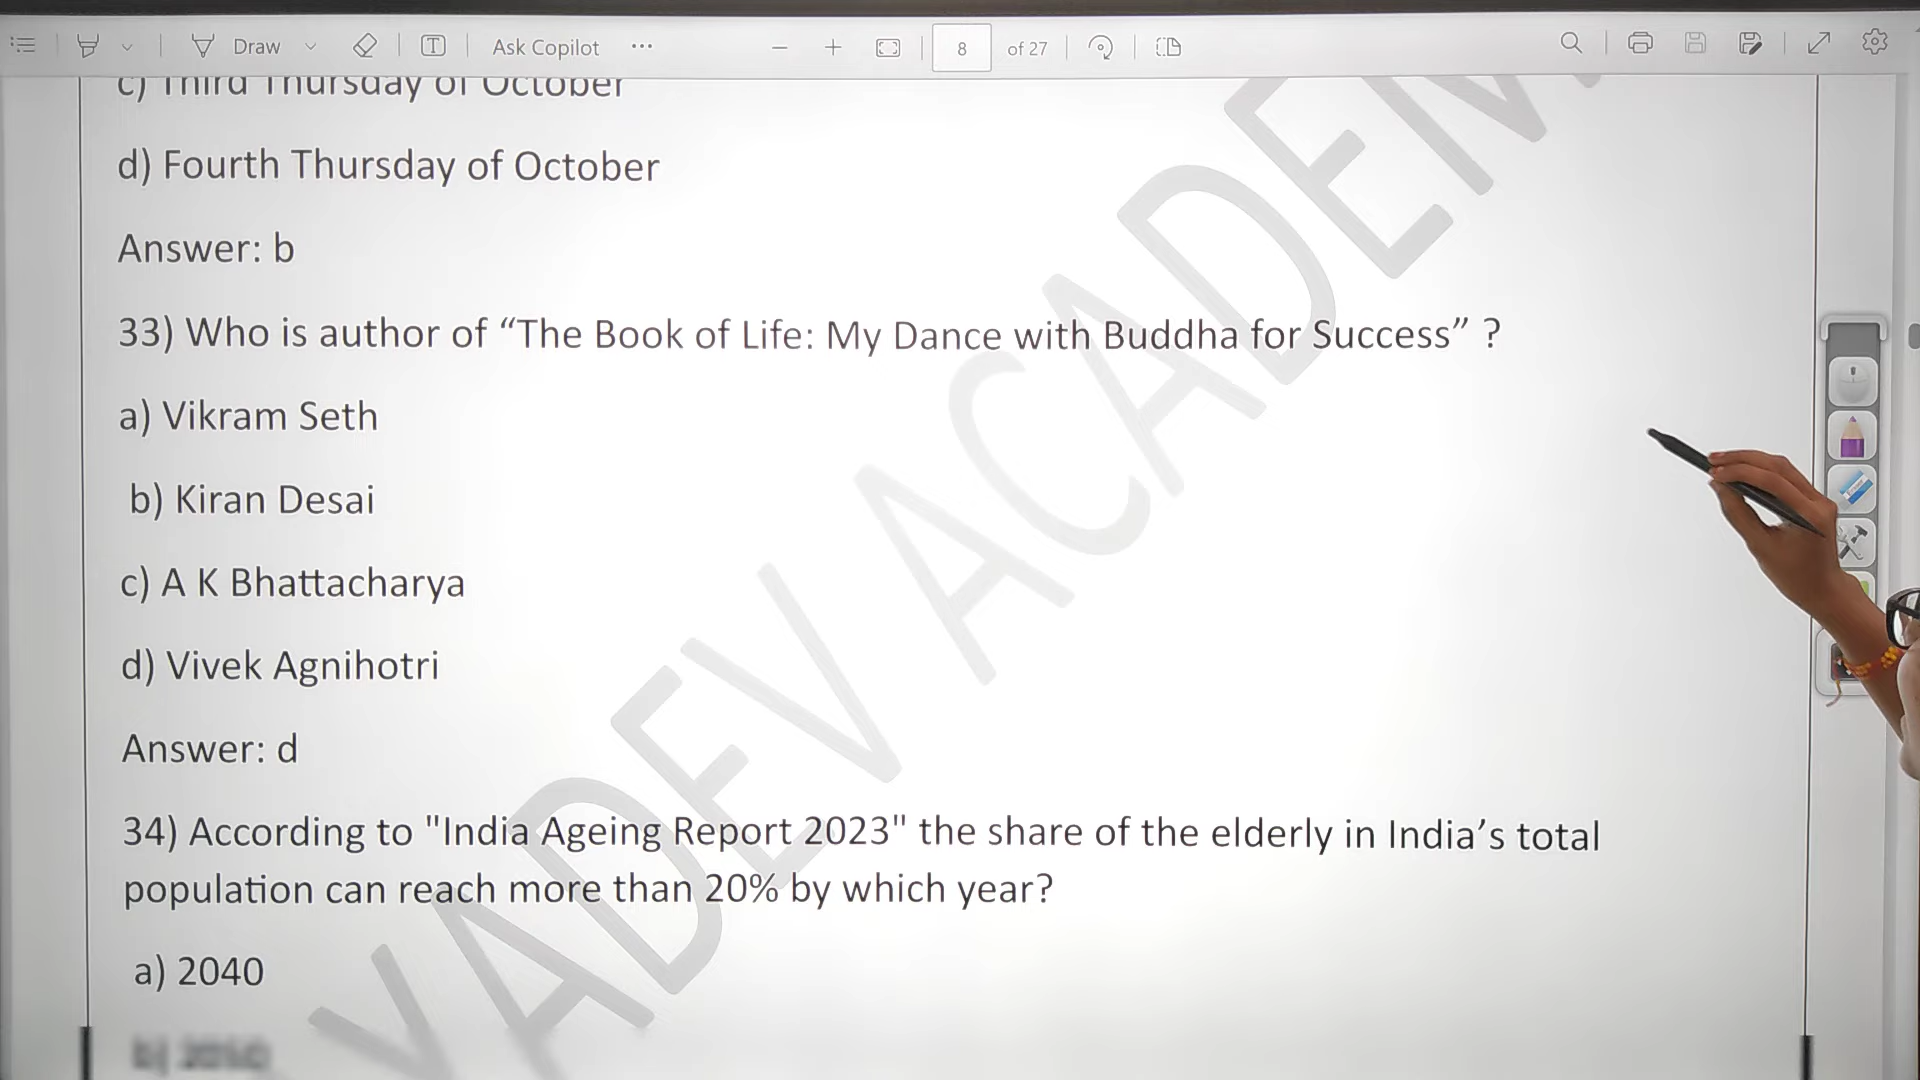 Draw
Ask Copilot
8 of 27
c) Third Thursday of October
d) Fourth Thursday of October
Answer: b
33) Who is author of “The Book of Life: My Dance with Buddha for Success” ?
a) Vikram Seth
b) Kiran Desai
c) A K Bhattacharya
d) Vivek Agnihotri
Answer: d
34) According to "India Ageing Report 2023" the share of the elderly in India’s total
population can reach more than 20% by which year?
a) 2040
b) 2050
YADEV ACADEM